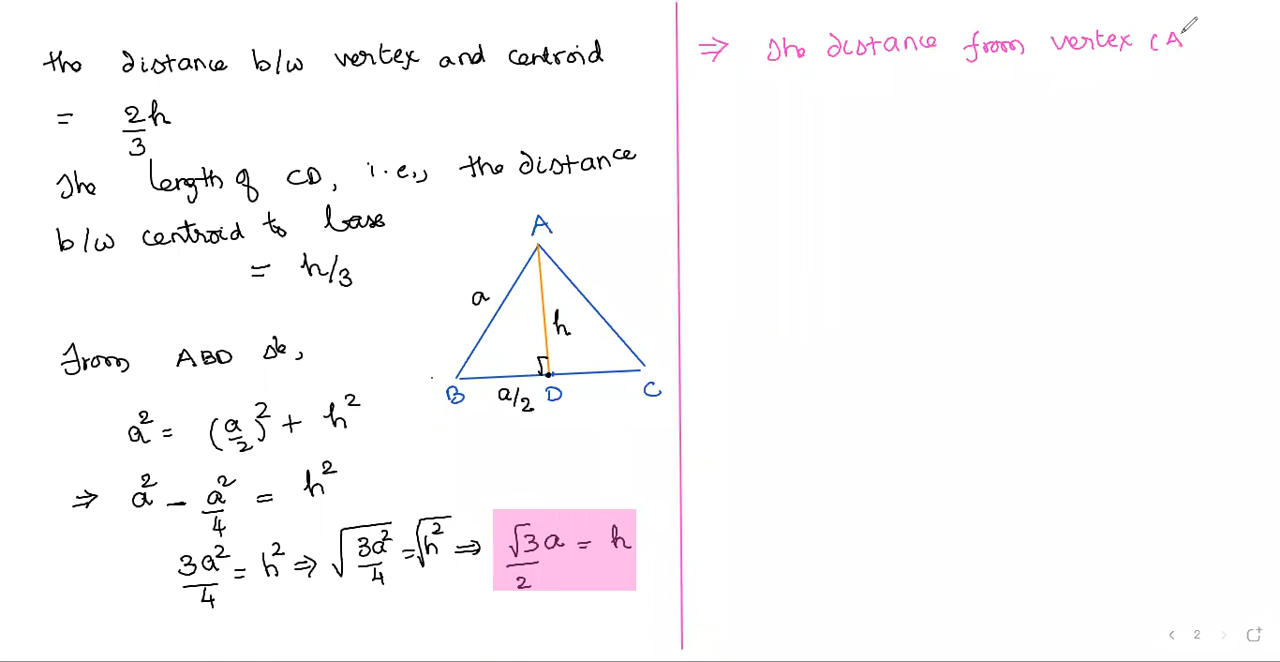 the distance b/w vertex and centroid
= 2h/3
The length of CD, i.e., the distance
b/w centroid to base
= h/3
A
a
h
B a/2 D C
From ABD Δle,
a² = (a/2)² + h²
⇒ a² - a²/4 = h²
3a²/4 = h² ⇒ √3a²/4 = √h² ⇒ √3a/2 = h
⇒ The distance from vertex (A
< 2 >